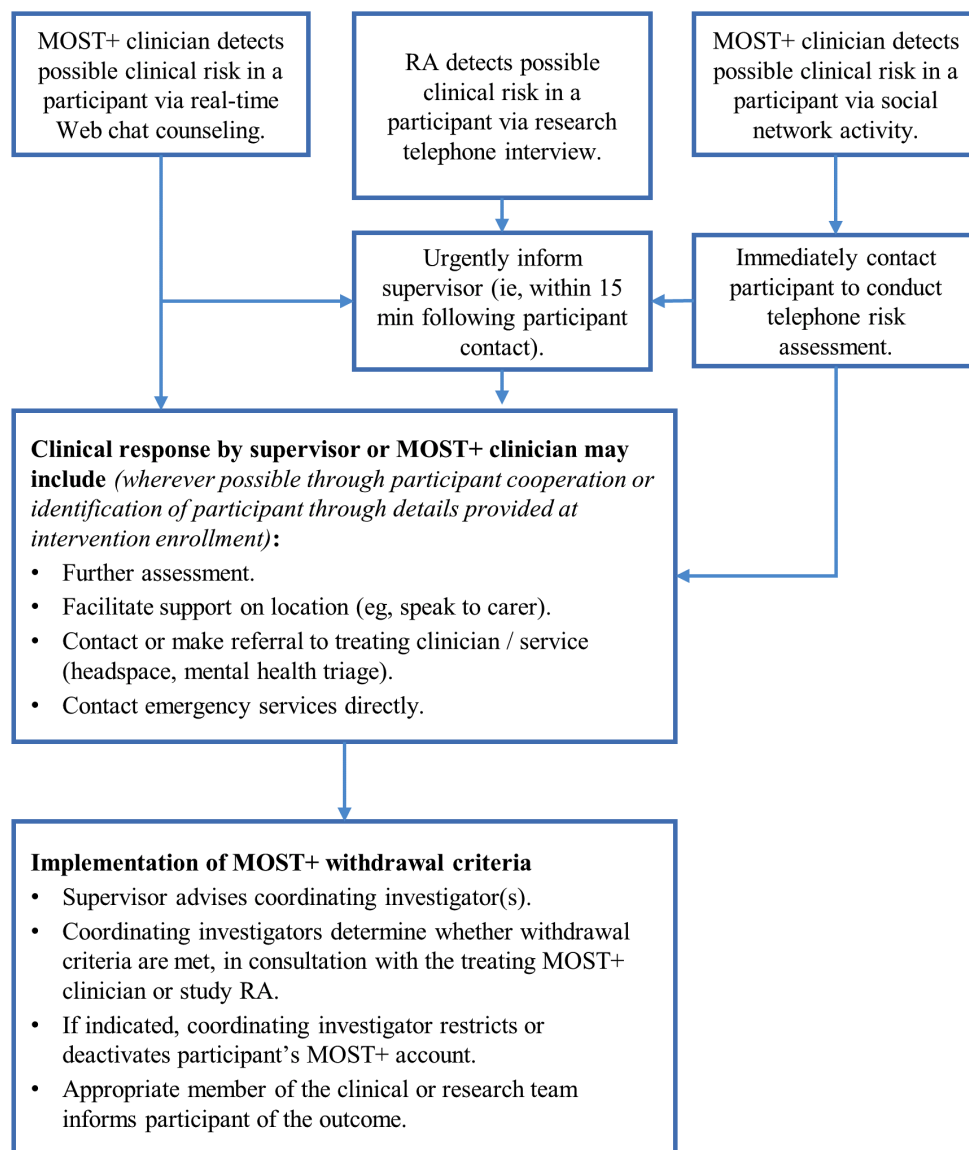 MOST+ clinician detects
possible clinical risk in a
participant via real-time
Web chat counseling.
RA detects possible
clinical risk in a
participant via research
telephone interview.
MOST+ clinician detects
possible clinical risk in a
participant via social
network activity.
Urgently inform
supervisor (ie, within 15
min following participant
contact).
Immediately contact
participant to conduct
telephone risk
assessment.
Clinical response by supervisor or MOST+ clinician may
include (wherever possible through participant cooperation or
identification of participant through details provided at
intervention enrollment):
• Further assessment.
• Facilitate support on location (eg, speak to carer).
• Contact or make referral to treating clinician / service
(headspace, mental health triage).
• Contact emergency services directly.
Implementation of MOST+ withdrawal criteria
• Supervisor advises coordinating investigator(s).
• Coordinating investigators determine whether withdrawal
criteria are met, in consultation with the treating MOST+
clinician or study RA.
• If indicated, coordinating investigator restricts or
deactivates participant’s MOST+ account.
• Appropriate member of the clinical or research team
informs participant of the outcome.